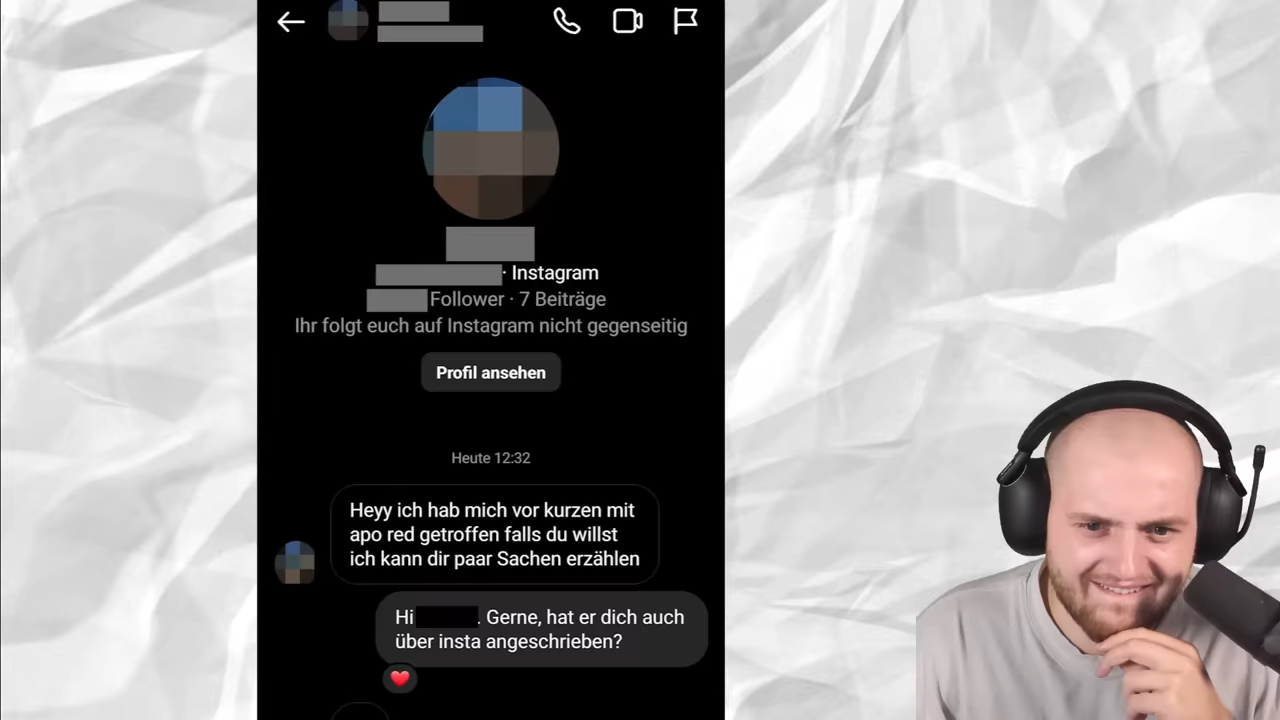 · Instagram
Follower · 7 Beiträge
Ihr folgt euch auf Instagram nicht gegenseitig
Profil ansehen
Heute 12:32
Heyy ich hab mich vor kurzen mit
apo red getroffen falls du willst
ich kann dir paar Sachen erzählen
Hi . Gerne, hat er dich auch
über insta angeschrieben?